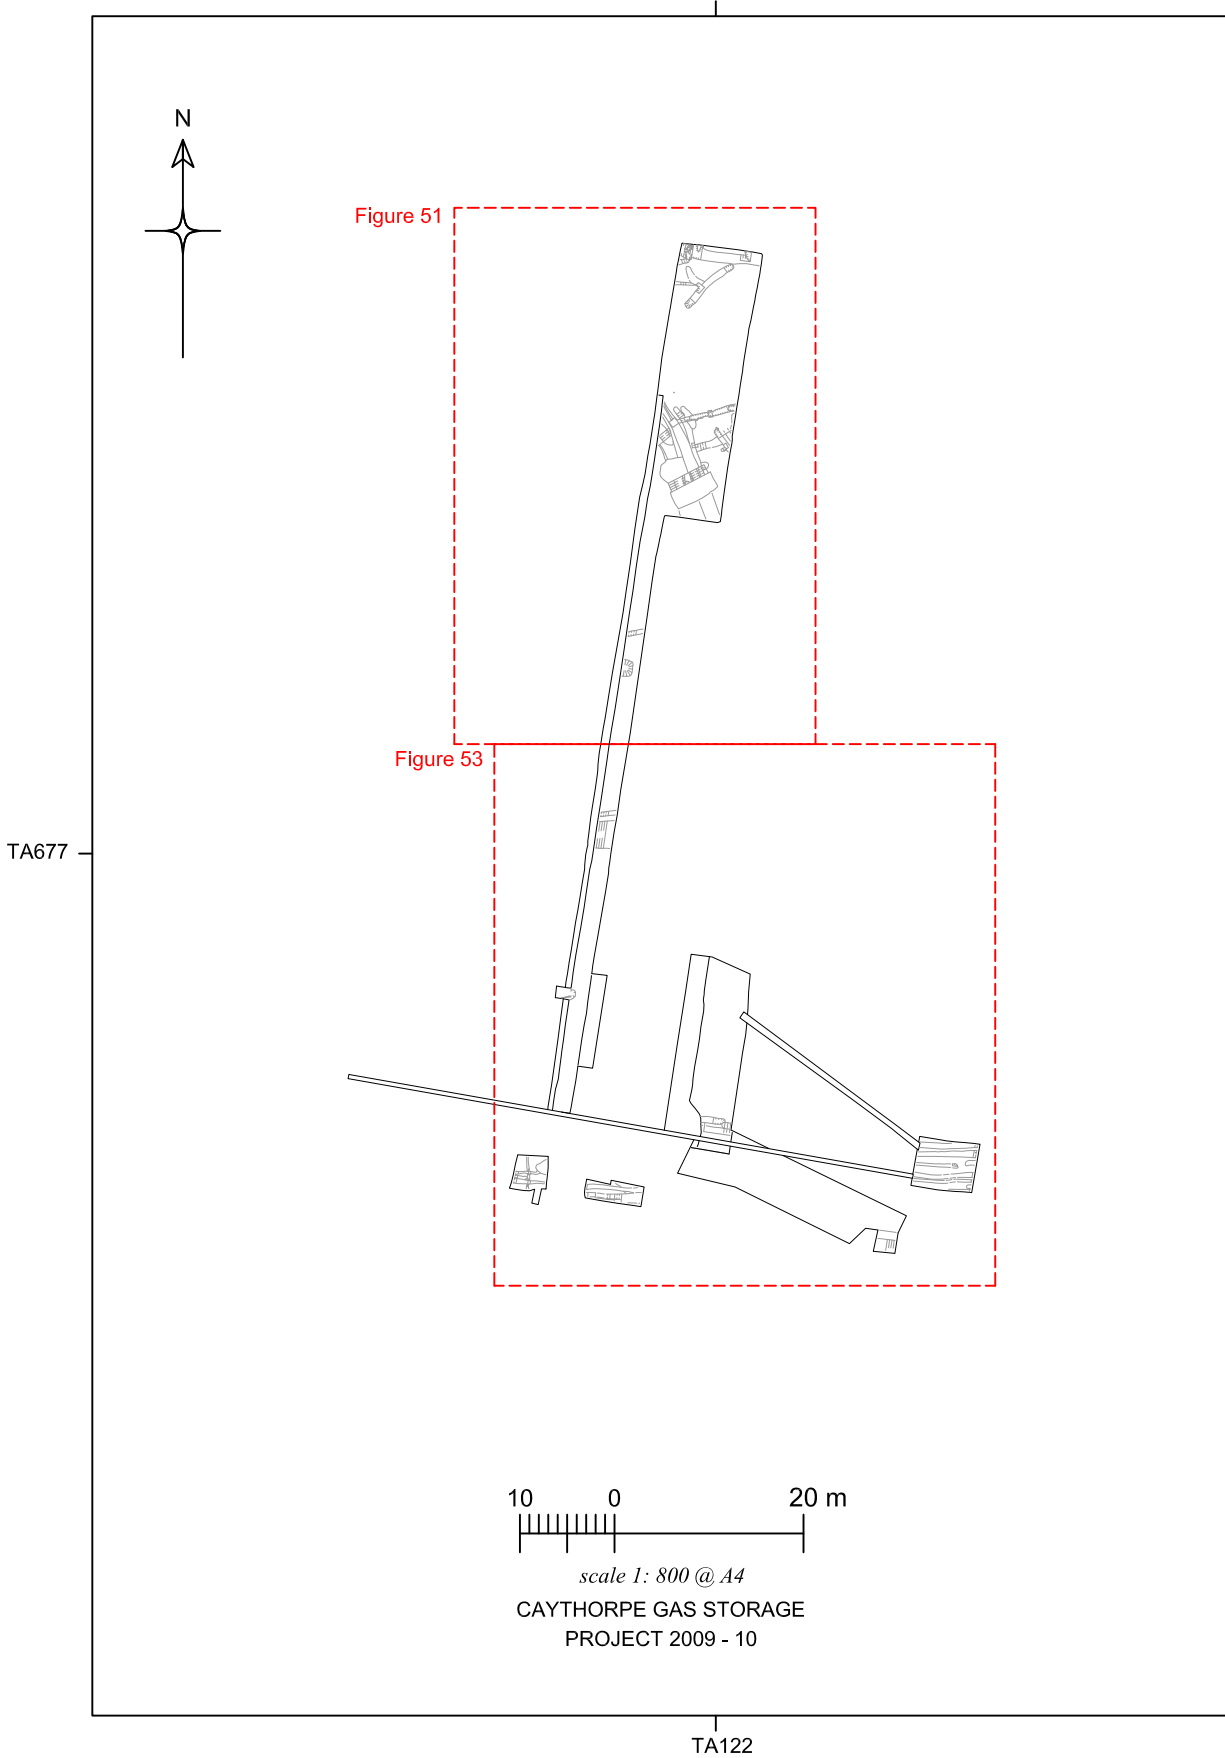 N
Figure 51
Figure 53
TA677
10 0 20 m
scale 1: 800 @ A4
CAYTHORPE GAS STORAGE
PROJECT 2009 - 10
TA122